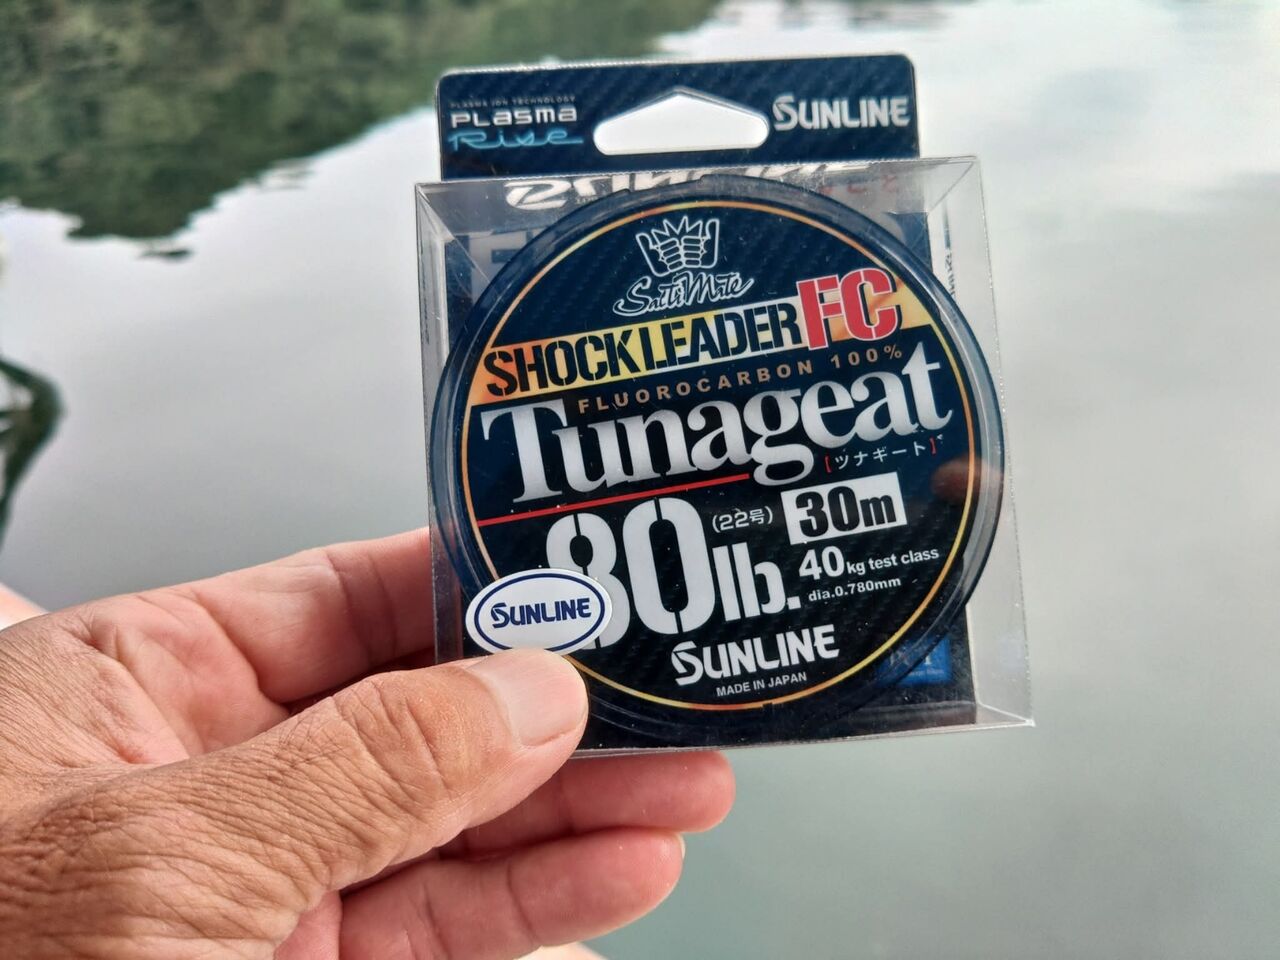 PLASMA ION TECHNOLOGY
PLASMA
Rise
SUNLINE
SaltiMate
SHOCK LEADER FC
FLUOROCARBON 100%
Tunageat
[ツナギート]
80lb.
(22号)
30m
40kg test class
dia.0.780mm
SUNLINE
SUNLINE
MADE IN JAPAN